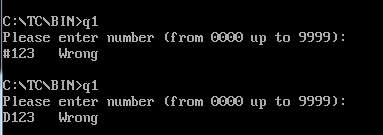 C:\TC\BIN>q1
Please enter number (from 0000 up to 9999):
#123   Wrong
C:\TC\BIN>q1
Please enter number (from 0000 up to 9999):
D123   Wrong